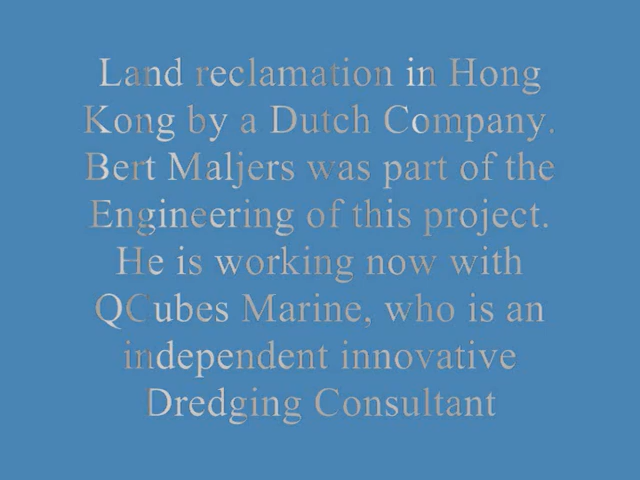 Land reclamation in Hong
Kong by a Dutch Company.
Bert Maljers was part of the
Engineering of this project.
He is working now with
QCubes Marine, who is an
independent innovative
Dredging Consultant